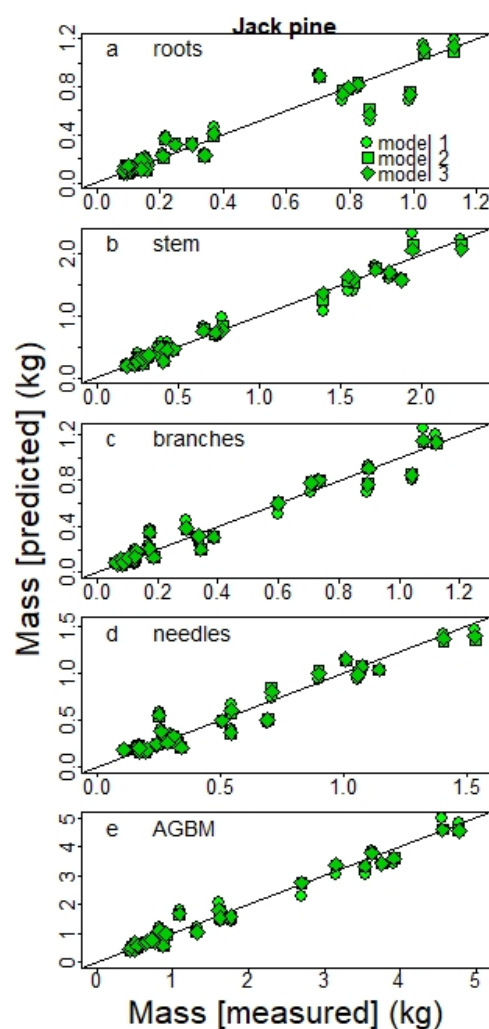 Jack pine
Mass [predicted] (kg)
a roots
model 1
model 2
model 3
0.0 0.4 0.8 1.2
0.0 0.2 0.4 0.6 0.8 1.0 1.2
b stem
0.0 1.0 2.0
0.0 0.5 1.0 1.5 2.0
c branches
0.0 0.4 0.8 1.2
0.0 0.2 0.4 0.6 0.8 1.0 1.2
d needles
0.0 0.5 1.0 1.5
0.0 0.5 1.0 1.5
e AGBM
0 1 2 3 4 5
0 1 2 3 4 5
Mass [measured] (kg)